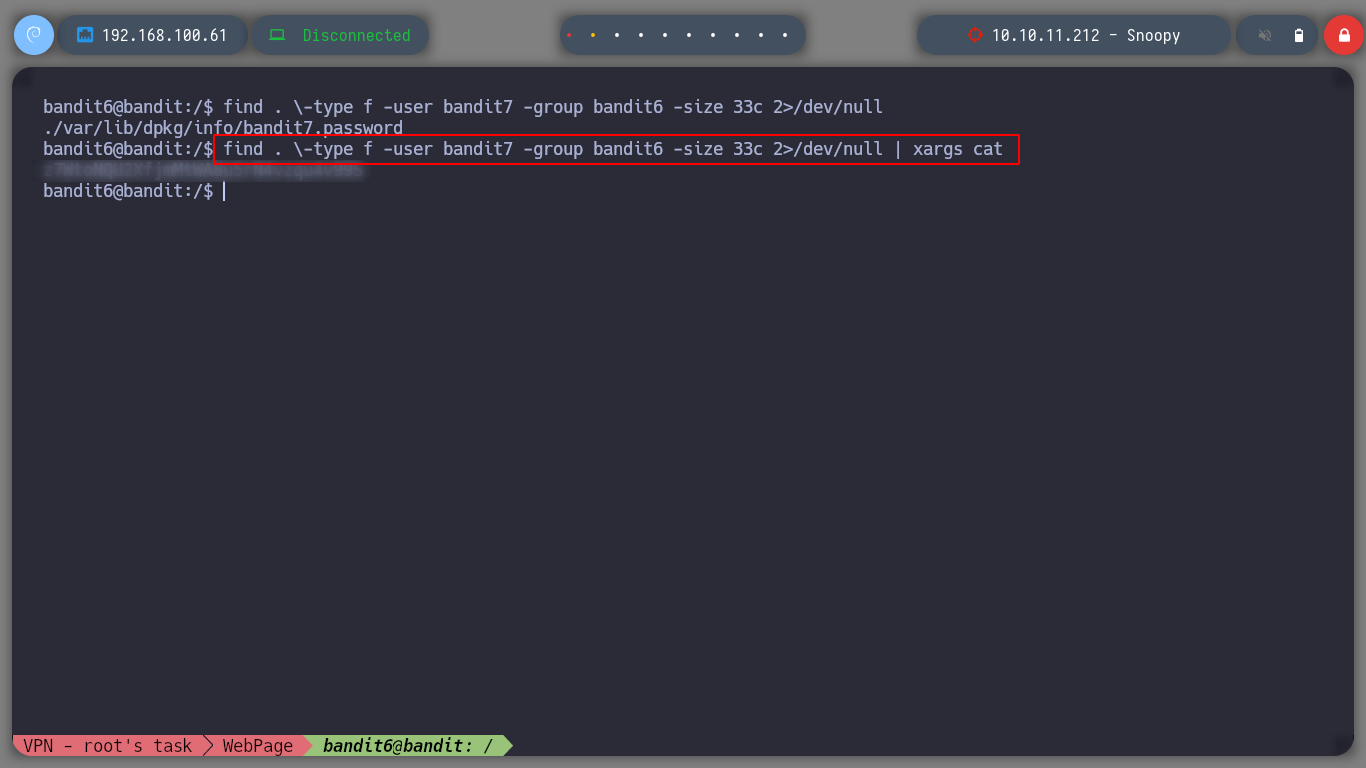 192.168.100.61
Disconnected
10.10.11.212 - Snoopy
bandit6@bandit:/$ find . \-type f -user bandit7 -group bandit6 -size 33c 2>/dev/null
./var/lib/dpkg/info/bandit7.password
bandit6@bandit:/$ find . \-type f -user bandit7 -group bandit6 -size 33c 2>/dev/null | xargs cat
bandit6@bandit:/$
VPN - root's task
WebPage
bandit6@bandit: /